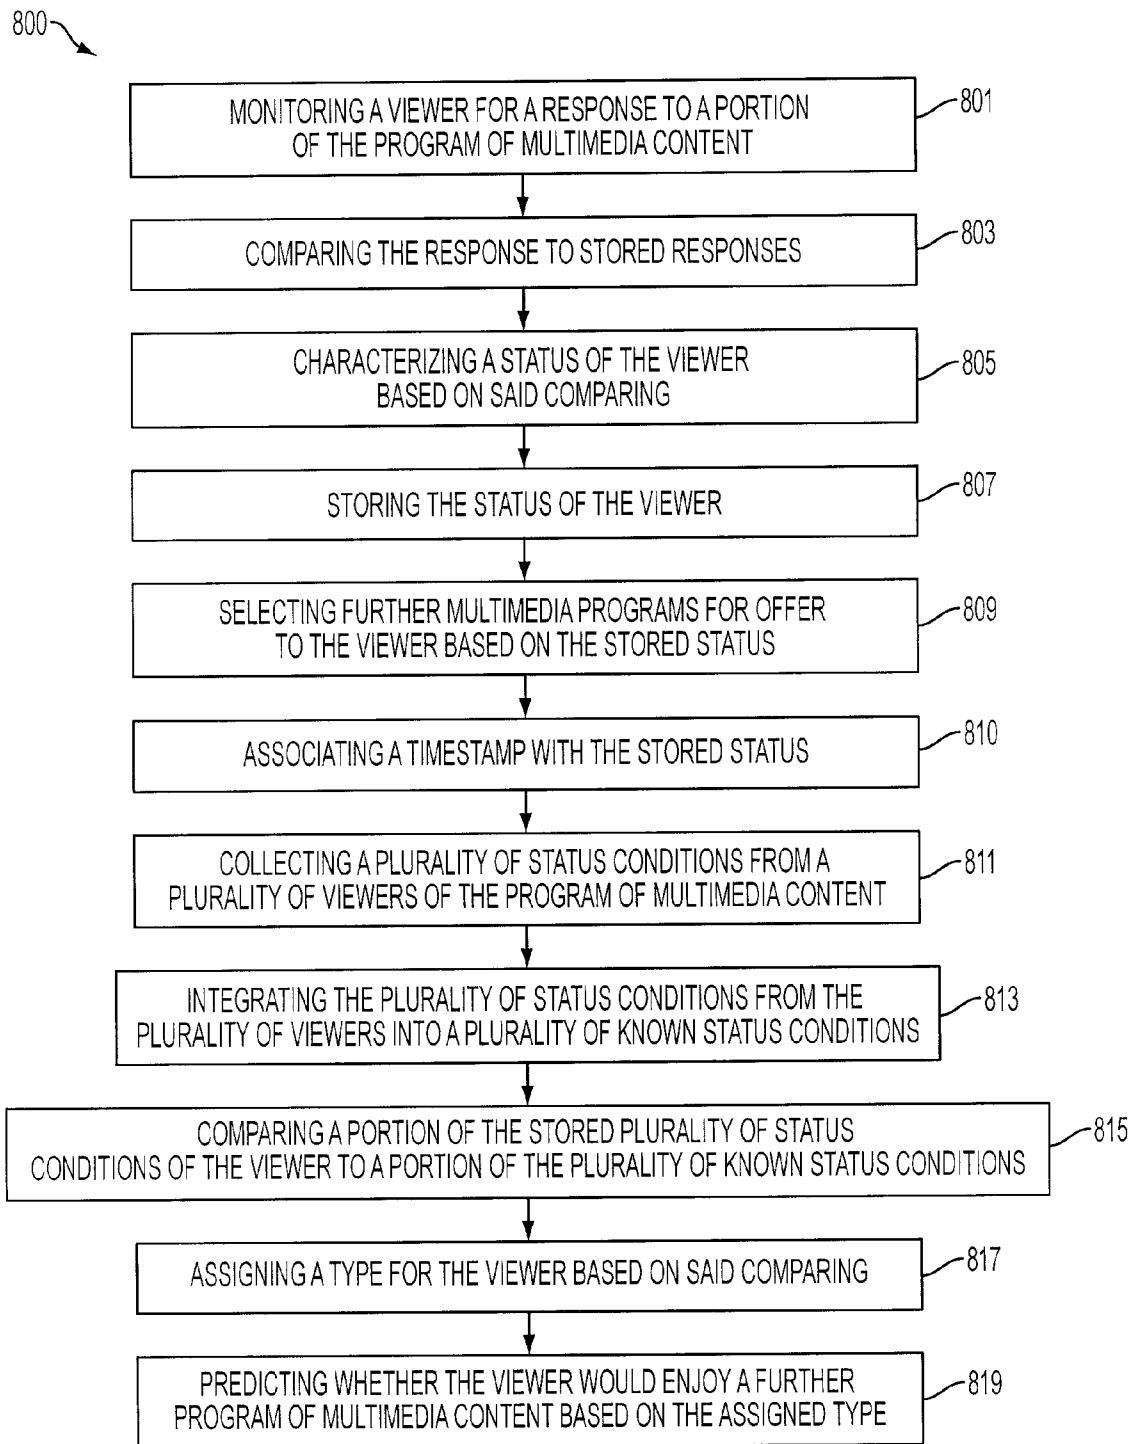 800
MONITORING A VIEWER FOR A RESPONSE TO A PORTION
OF THE PROGRAM OF MULTIMEDIA CONTENT
801
COMPARING THE RESPONSE TO STORED RESPONSES
803
CHARACTERIZING A STATUS OF THE VIEWER
BASED ON SAID COMPARING
805
STORING THE STATUS OF THE VIEWER
807
SELECTING FURTHER MULTIMEDIA PROGRAMS FOR OFFER
TO THE VIEWER BASED ON THE STORED STATUS
809
ASSOCIATING A TIMESTAMP WITH THE STORED STATUS
810
COLLECTING A PLURALITY OF STATUS CONDITIONS FROM A
PLURALITY OF VIEWERS OF THE PROGRAM OF MULTIMEDIA CONTENT
811
INTEGRATING THE PLURALITY OF STATUS CONDITIONS FROM THE
PLURALITY OF VIEWERS INTO A PLURALITY OF KNOWN STATUS CONDITIONS
813
COMPARING A PORTION OF THE STORED PLURALITY OF STATUS
CONDITIONS OF THE VIEWER TO A PORTION OF THE PLURALITY OF KNOWN STATUS CONDITIONS
815
ASSIGNING A TYPE FOR THE VIEWER BASED ON SAID COMPARING
817
PREDICTING WHETHER THE VIEWER WOULD ENJOY A FURTHER
PROGRAM OF MULTIMEDIA CONTENT BASED ON THE ASSIGNED TYPE
819